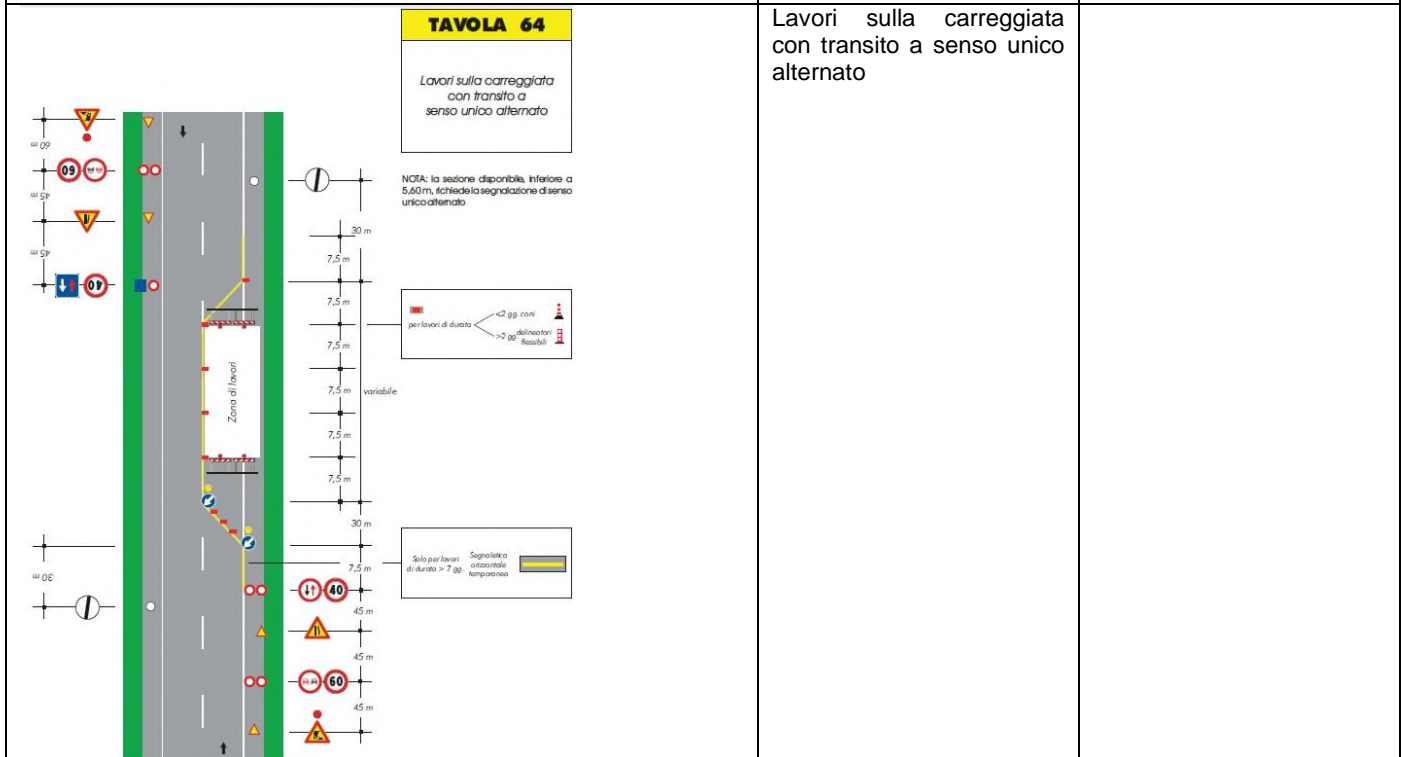 TAVOLA 64
Lavori sulla carreggiata
con transito a
senso unico alternato
NOTA: la sezione disponibile, inferiore a
5,60 m, richiede la segnalazione di senso
unico alternato
Lavori sulla carreggiata
con transito a senso unico
alternato
60 m
60
45 m
45 m
40
30 m
7,5 m
7,5 m
7,5 m
7,5 m
7,5 m
7,5 m
variabile
30 m
7,5 m
per lavori di durata
<2 gg. coni
>2 gg. delineatori
flessibili
Zona di lavori
Solo per lavori
di durata > 7 gg.
Segnaletica
orizzontale
temporanea
30 m
40
45 m
45 m
60
45 m